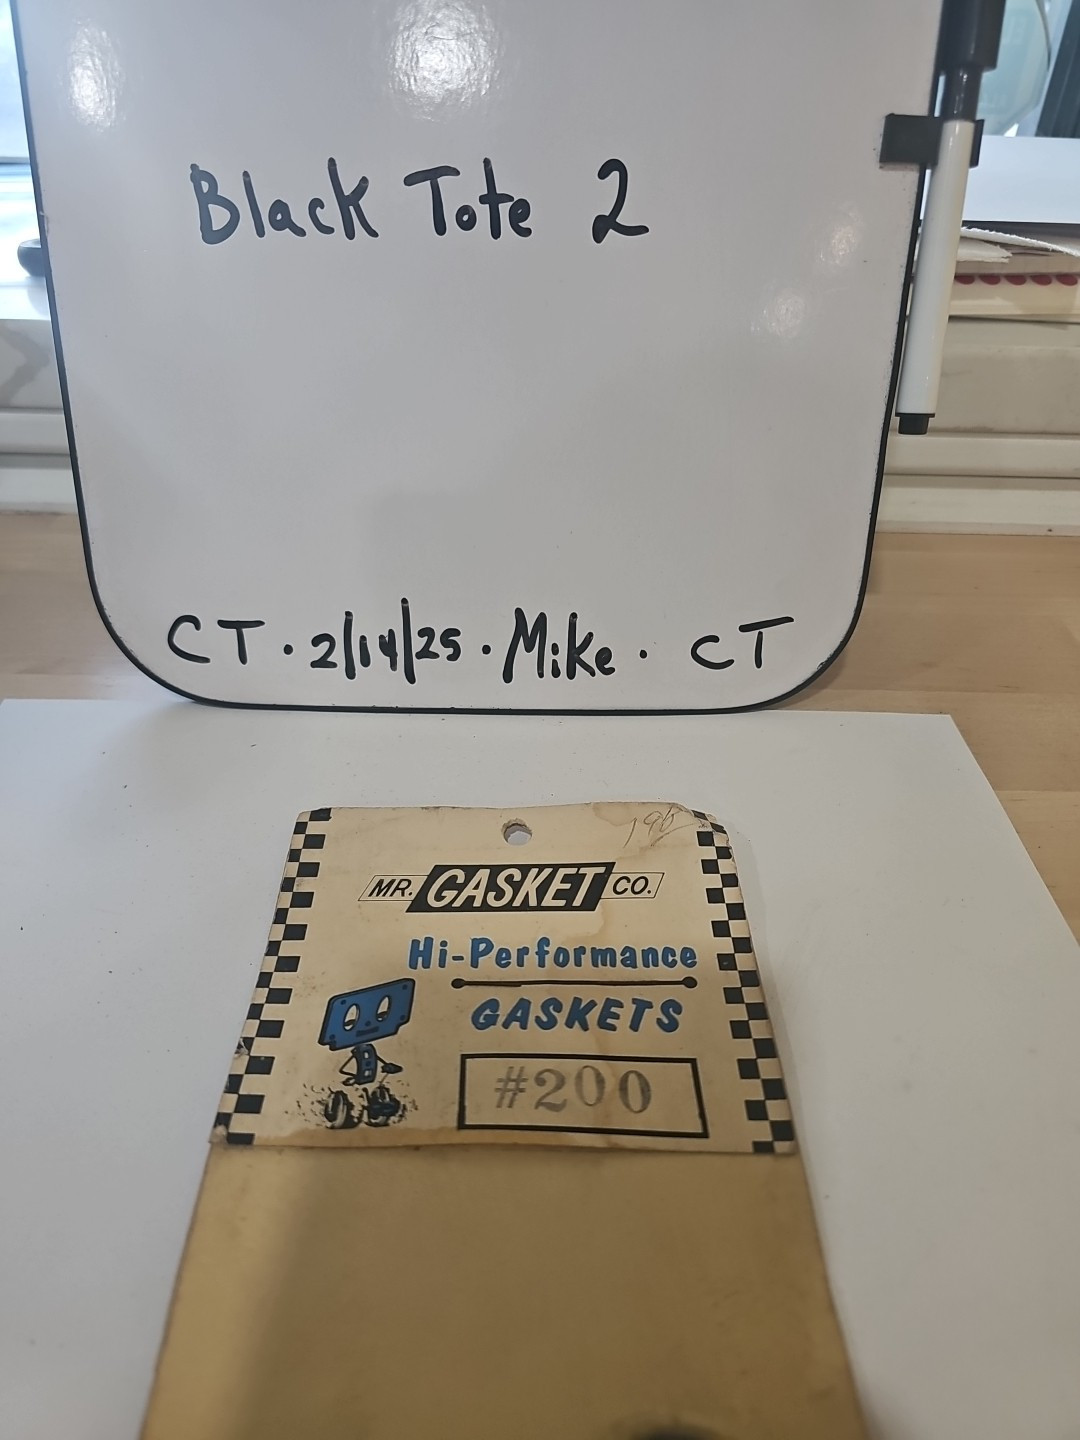 Black Tote 2
CT · 2/14/25 · Mike · CT
MR. GASKET CO.
Hi-Performance
GASKETS
#200